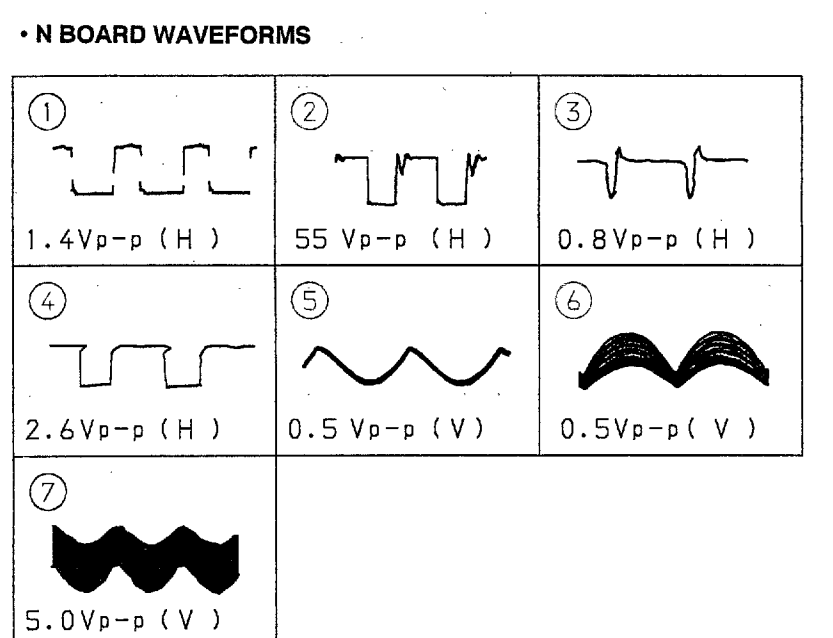 • N BOARD WAVEFORMS
① ② ③
1.4Vp-p (H) 55 Vp-p (H) 0.8Vp-p (H)
④ ⑤ ⑥
2.6Vp-p (H) 0.5 Vp-p (V) 0.5Vp-p (V)
⑦
5.0Vp-p (V)